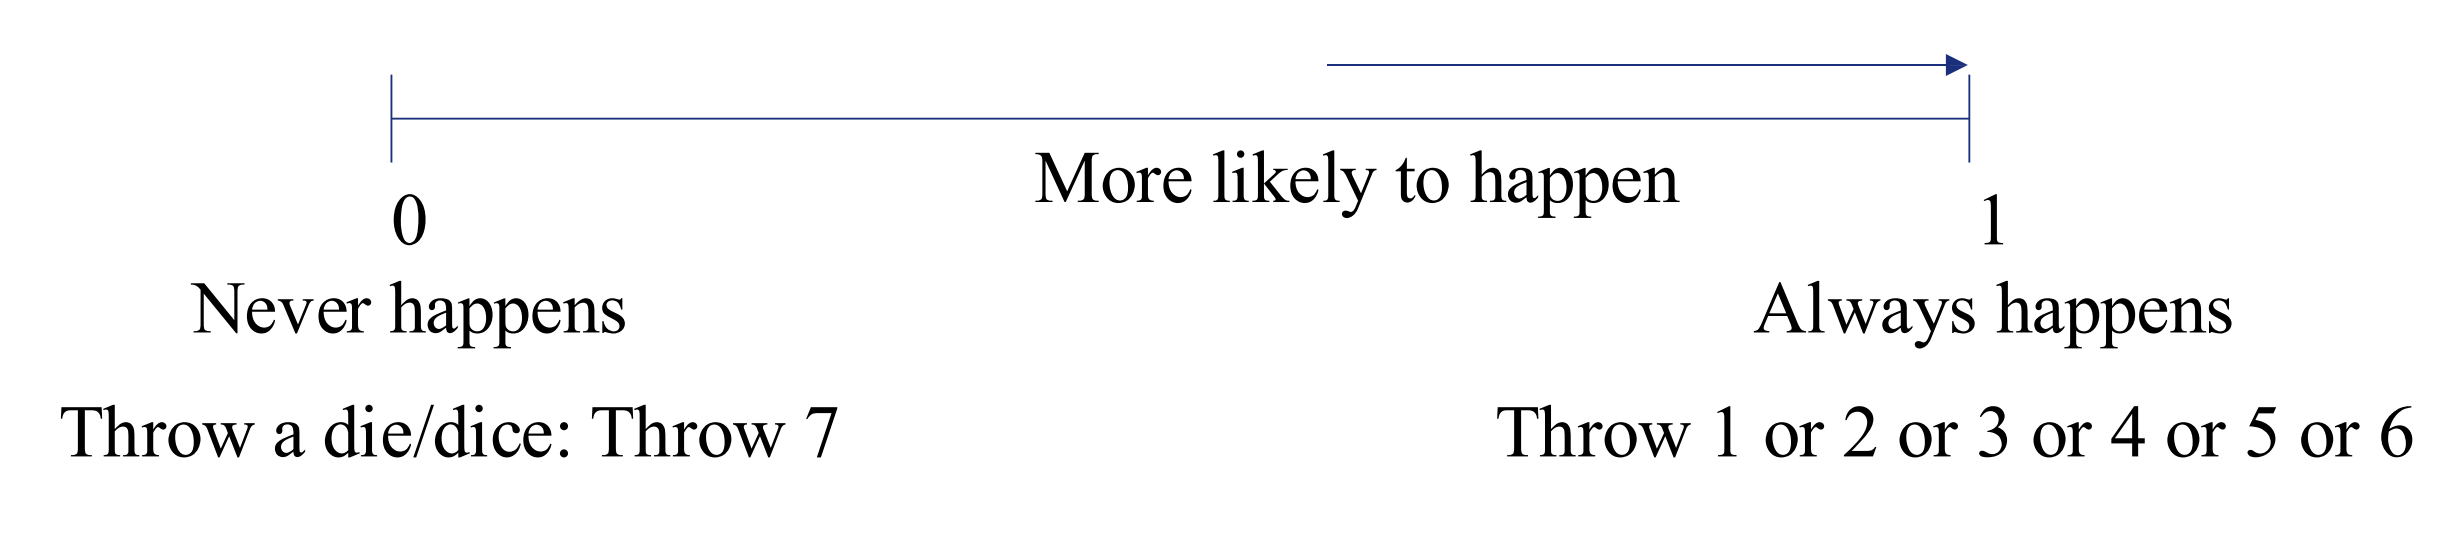 More likely to happen
0 1
Never happens Always happens
Throw a die/dice: Throw 7 Throw 1 or 2 or 3 or 4 or 5 or 6